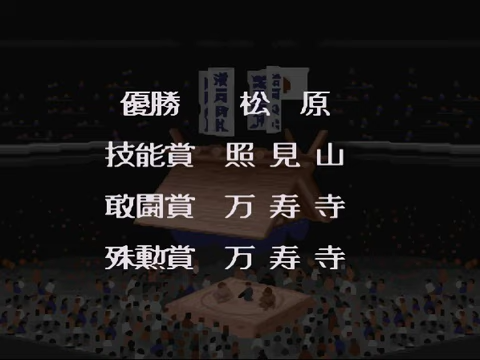 優勝 松原
技能賞 照見山
敢闘賞 万寿寺
殊勲賞 万寿寺